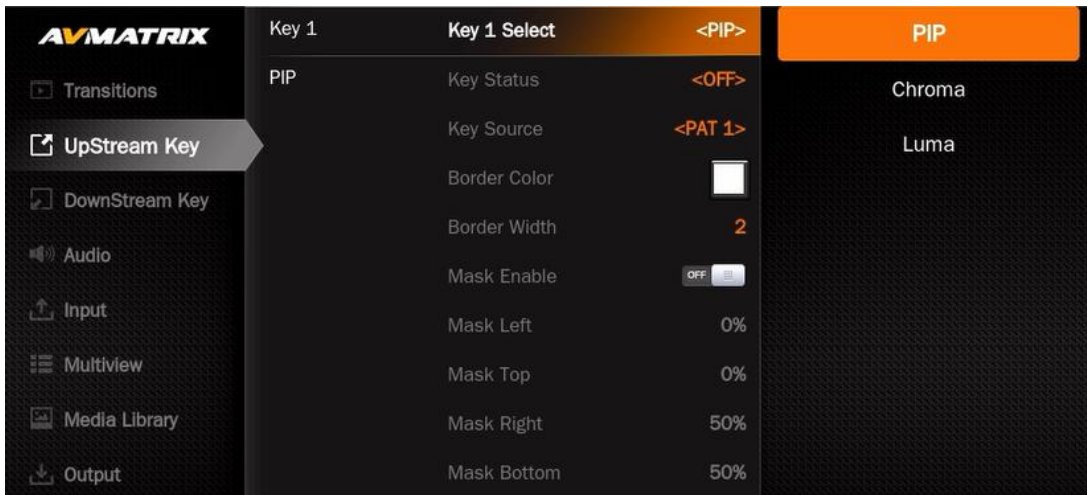 AVMATRIX
Transitions
UpStream Key
DownStream Key
Audio
Input
Multiview
Media Library
Output
Key 1 Key 1 Select <PIP>
PIP Key Status <OFF>
Key Source <PAT 1>
Border Color
Border Width 2
Mask Enable OFF
Mask Left 0%
Mask Top 0%
Mask Right 50%
Mask Bottom 50%
PIP
Chroma
Luma